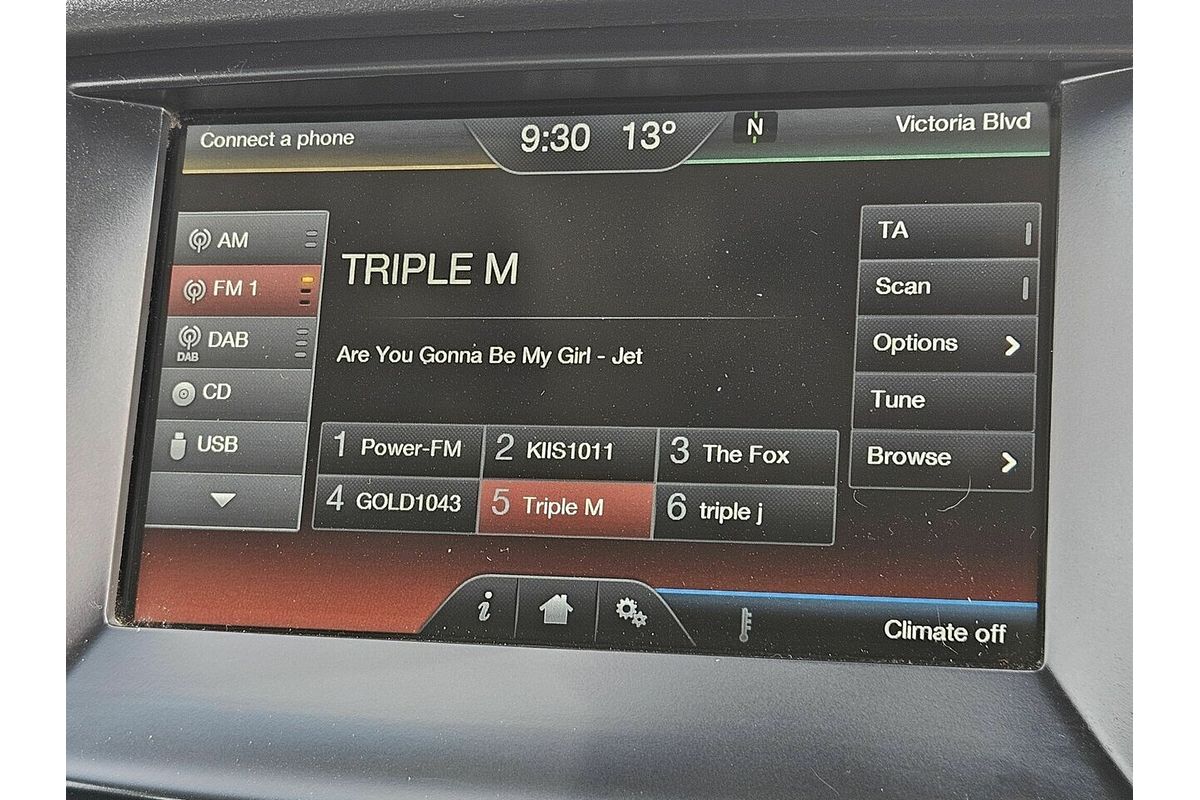 Connect a phone
9:30 13°
N
Victoria Blvd
AM
FM 1
DAB
DAB
CD
USB
TRIPLE M
Are You Gonna Be My Girl - Jet
1 Power-FM
2 KIIS1011
3 The Fox
4 GOLD1043
5 Triple M
6 triple j
TA
Scan
Options
Tune
Browse
i
Climate off